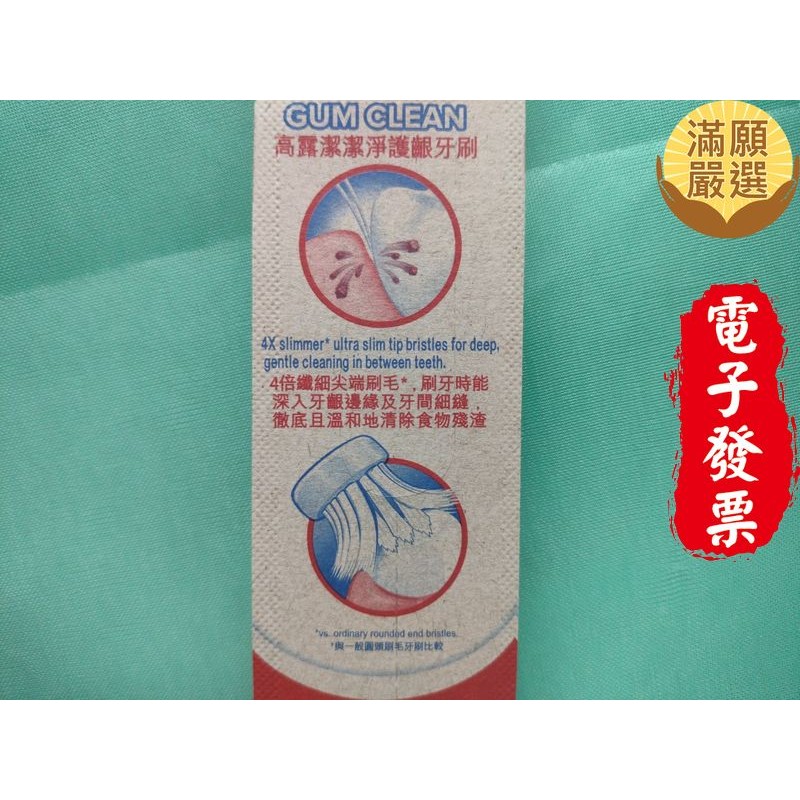 GUM CLEAN
高露潔潔淨護齦牙刷
4X slimmer* ultra slim tip bristles for deep,
gentle cleaning in between teeth.
4倍纖細尖端刷毛*,刷牙時能
深入牙齦邊緣及牙間細縫,
徹底且溫和地清除食物殘渣
*vs. ordinary rounded end bristles.
*與一般圓頭刷毛牙刷比較
滿願
嚴選
電子發票